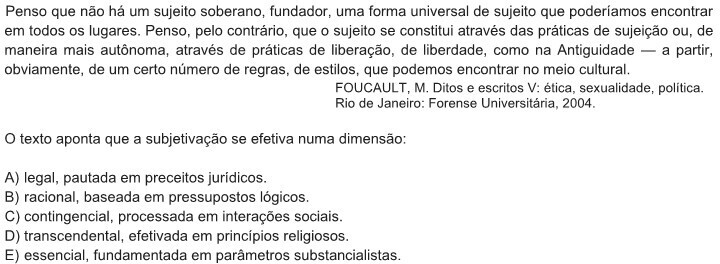 Penso que não há um sujeito soberano, fundador, uma forma universal de sujeito que poderíamos encontrar
em todos os lugares. Penso, pelo contrário, que o sujeito se constitui através das práticas de sujeição ou, de
maneira mais autônoma, através de práticas de liberação, de liberdade, como na Antiguidade — a partir,
obviamente, de um certo número de regras, de estilos, que podemos encontrar no meio cultural.
FOUCAULT, M. Ditos e escritos V: ética, sexualidade, política.
Rio de Janeiro: Forense Universitária, 2004.
O texto aponta que a subjetivação se efetiva numa dimensão:
A) legal, pautada em preceitos jurídicos.
B) racional, baseada em pressupostos lógicos.
C) contingencial, processada em interações sociais.
D) transcendental, efetivada em princípios religiosos.
E) essencial, fundamentada em parâmetros substancialistas.